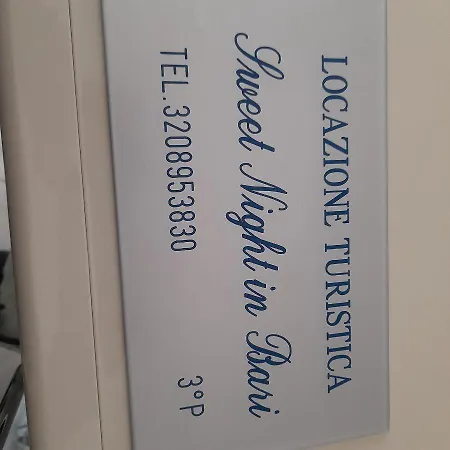 LOCAZIONE TURISTICA
Sweet Night in Bari
TEL.3208953830 3°P